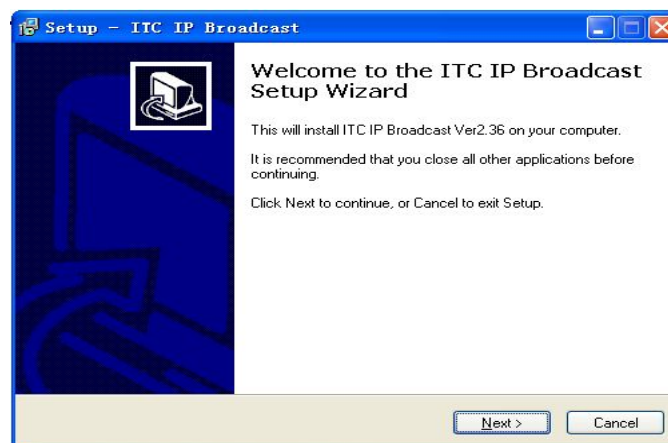 Setup - ITC IP Broadcast
Welcome to the ITC IP Broadcast
Setup Wizard
This will install ITC IP Broadcast Ver2.36 on your computer.
It is recommended that you close all other applications before
continuing.
Click Next to continue, or Cancel to exit Setup.
Next >
Cancel